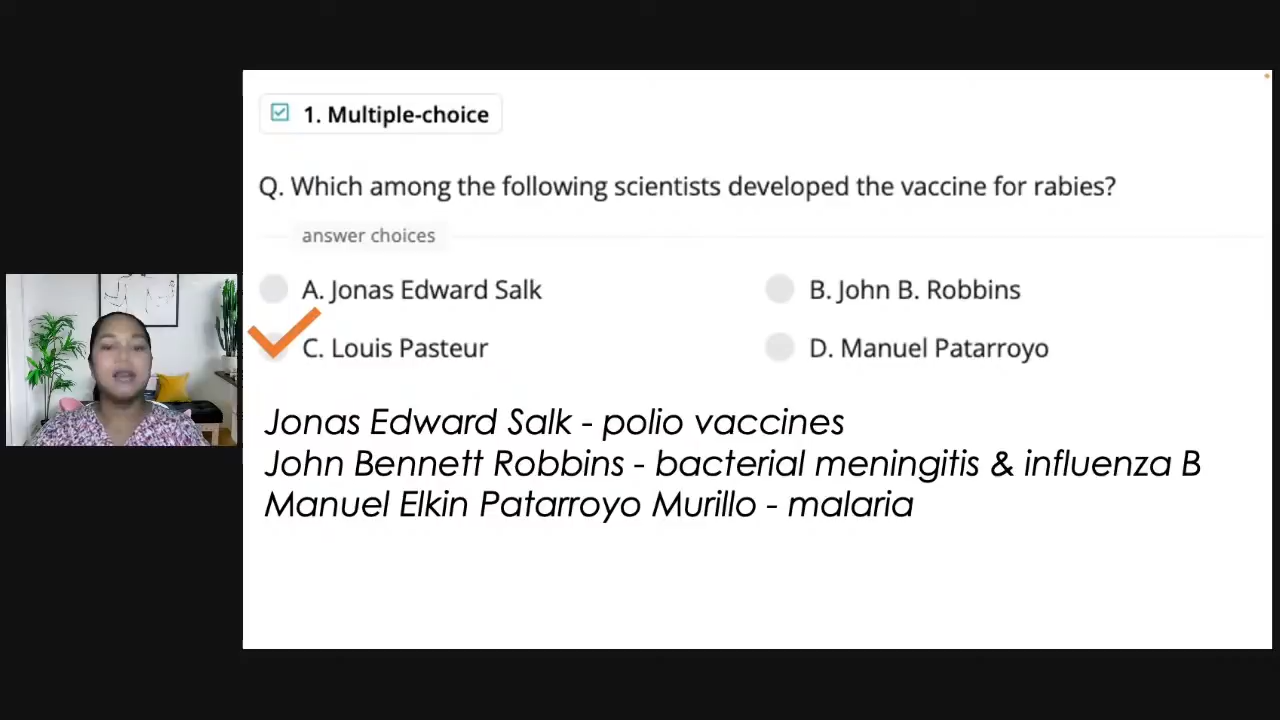 1. Multiple-choice
Q. Which among the following scientists developed the vaccine for rabies?
answer choices
A. Jonas Edward Salk
B. John B. Robbins
C. Louis Pasteur
D. Manuel Patarroyo
Jonas Edward Salk - polio vaccines
John Bennett Robbins - bacterial meningitis & influenza B
Manuel Elkin Patarroyo Murillo - malaria